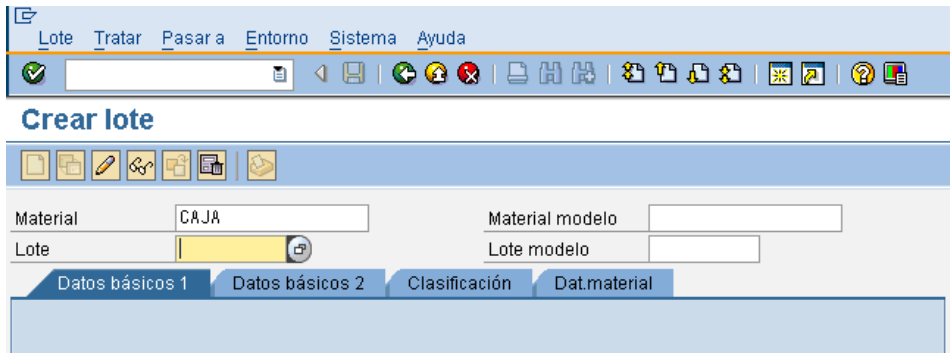 Lote Tratar Pasar a Entorno Sistema Ayuda
Crear lote
Material CAJA Material modelo
Lote Lote modelo
Datos básicos 1 Datos básicos 2 Clasificación Dat.material